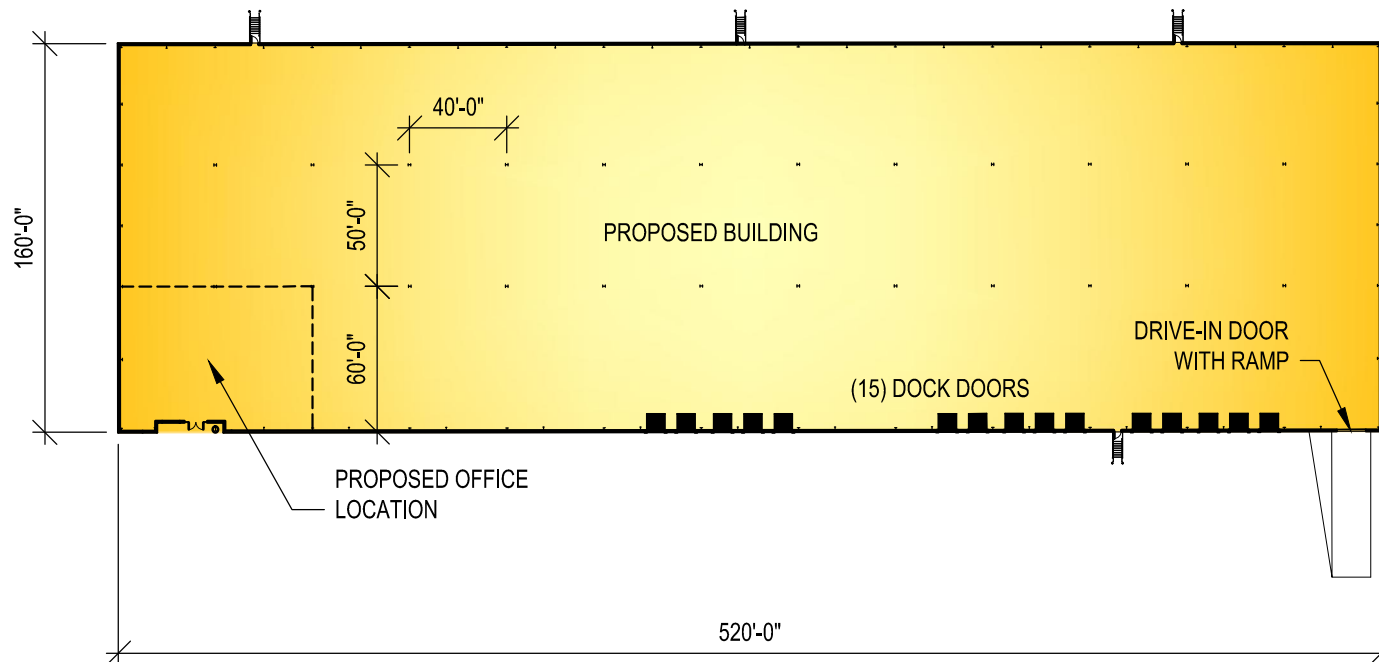 40'-0"
160'-0"
50'-0"
PROPOSED BUILDING
60'-0"
DRIVE-IN DOOR
WITH RAMP
(15) DOCK DOORS
PROPOSED OFFICE
LOCATION
520'-0"